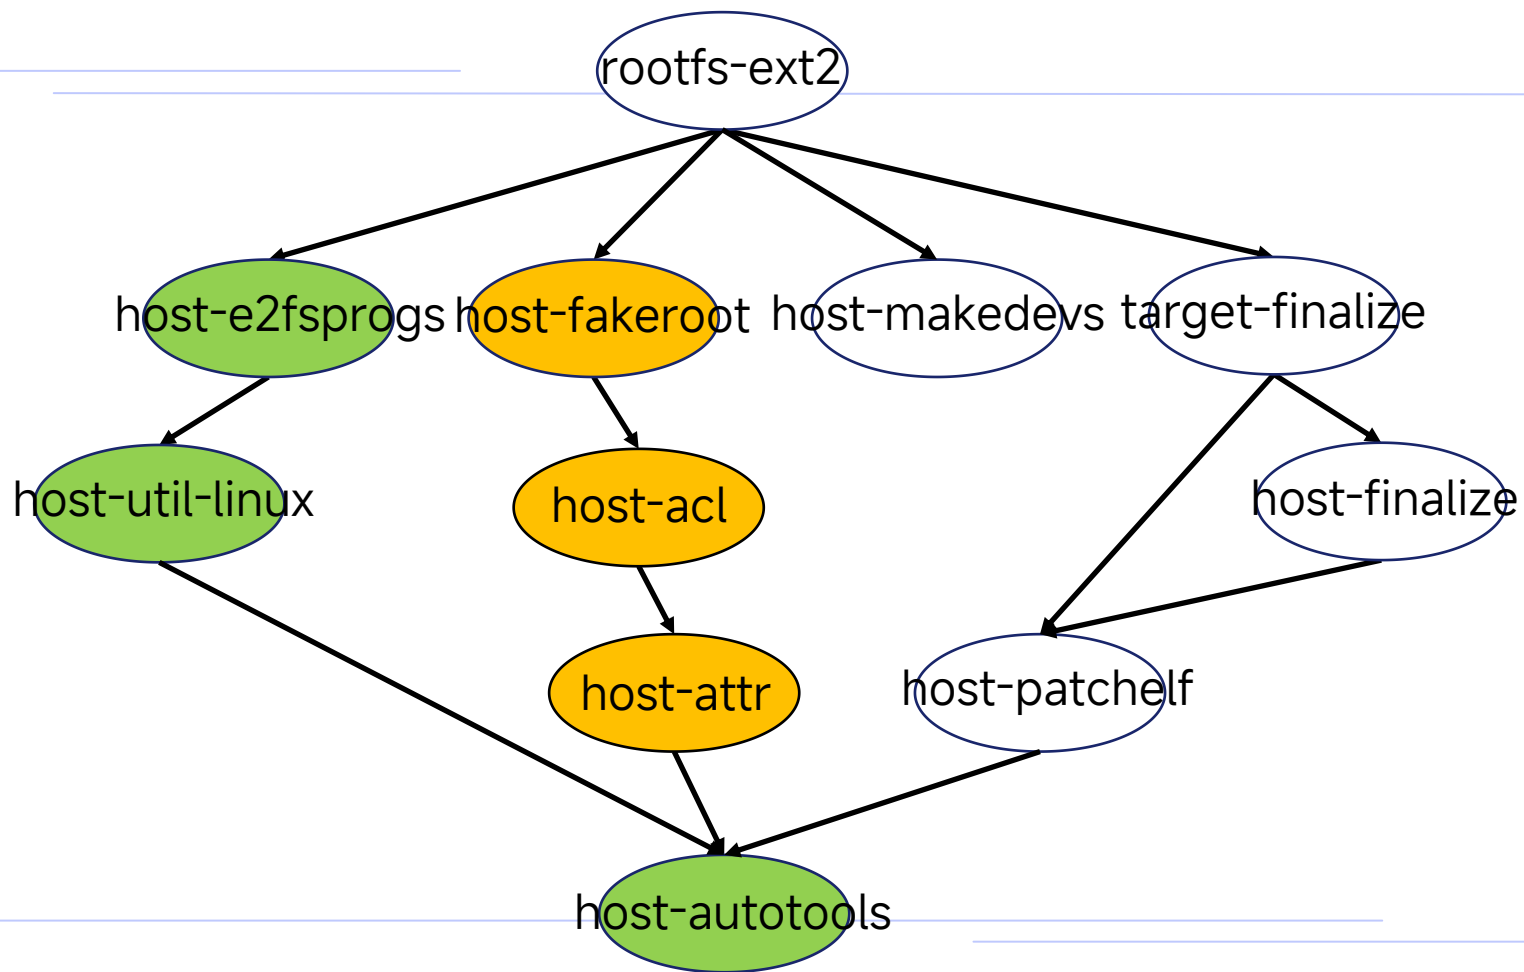 rootfs-ext2
host-e2fsprogs
host-fakeroot
host-makedevs
target-finalize
host-util-linux
host-acl
host-finalize
host-attr
host-patchelf
host-autotools